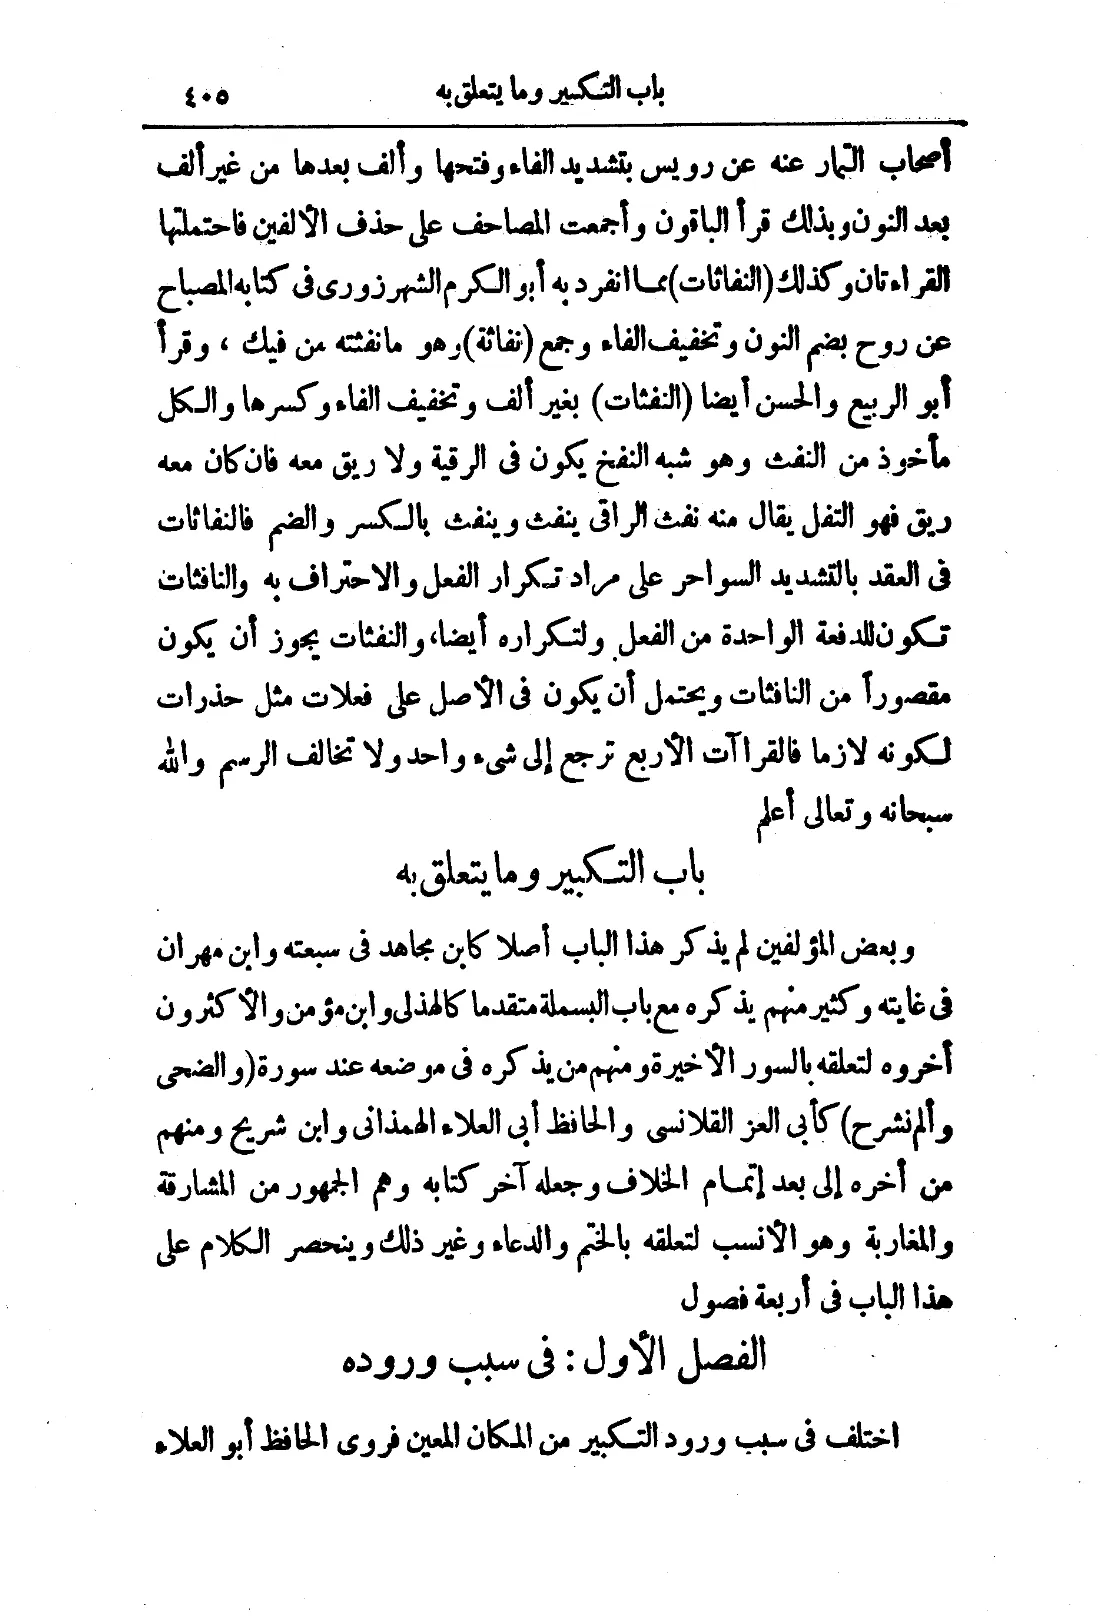 باب التكبير وما يتعلق به ٤٠٥
أصحاب التمار عنه عن رويس بتشديد الفاء وفتحها وألف بعدها من غير ألف
بعد النون وبذلك قرأ الباقون وأجمعت المصاحف على حذف الألفين فاحتملتها
القراءتان وكذلك (النفاثات) بما انفرد به أبو الكرم الشهرزورى فى كتابه المصباح
عن روح بضم النون وتخفيف الفاء وجمع (نفاثة) وهو ما نفثته من فيك ، وقرأ
أبو الربيع والحسن أيضا (النفثات) بغير ألف وتخفيف الفاء وكسرها والكل
مأخوذ من النفث وهو شبه النفخ يكون فى الرقية ولا ريق معه فان كان معه
ريق فهو التفل يقال منه نفث الراقى ينفث وينفث بالكسر والضم فالنفاثات
فى العقد بالتشديد السواحر على مراد تكرار الفعل والاحتراف به والنافثات
تكون للدفعة الواحدة من الفعل ولتكراره أيضا، والنفثات يجوز أن يكون
مقصوراً من النافثات ويحتمل أن يكون فى الأصل على فعلات مثل حذرات
لكونه لازما فالقراآت الأربع ترجع إلى شىء واحد ولا تخالف الرسم والله
سبحانه وتعالى أعلم
باب التكبير وما يتعلق به
وبعض المؤلفين لم يذكر هذا الباب أصلا كابن مجاهد فى سبعته وابن مهران
فى غايته وكثير منهم يذكره مع باب البسملة متقدما كالهذلى وابن مؤمن والأكثرون
أخروه لتعلقه بالسور الأخيرة ومنهم من يذكره فى موضعه عند سورة (والضحى
وألم نشرح) كأبى العز القلانسى والحافظ أبى العلاء الهمذانى وابن شريح ومنهم
من أخره إلى بعد إتمام الخلاف وجعله آخر كتابه وهم الجمهور من المشارقة
والمغاربة وهو الأنسب لتعلقه بالختم والدعاء وغير ذلك وينحصر الكلام على
هذا الباب فى أربعة فصول
الفصل الأول : فى سبب وروده
اختلف فى سبب ورود التكبير من المكان المعين فروى الحافظ أبو العلاء